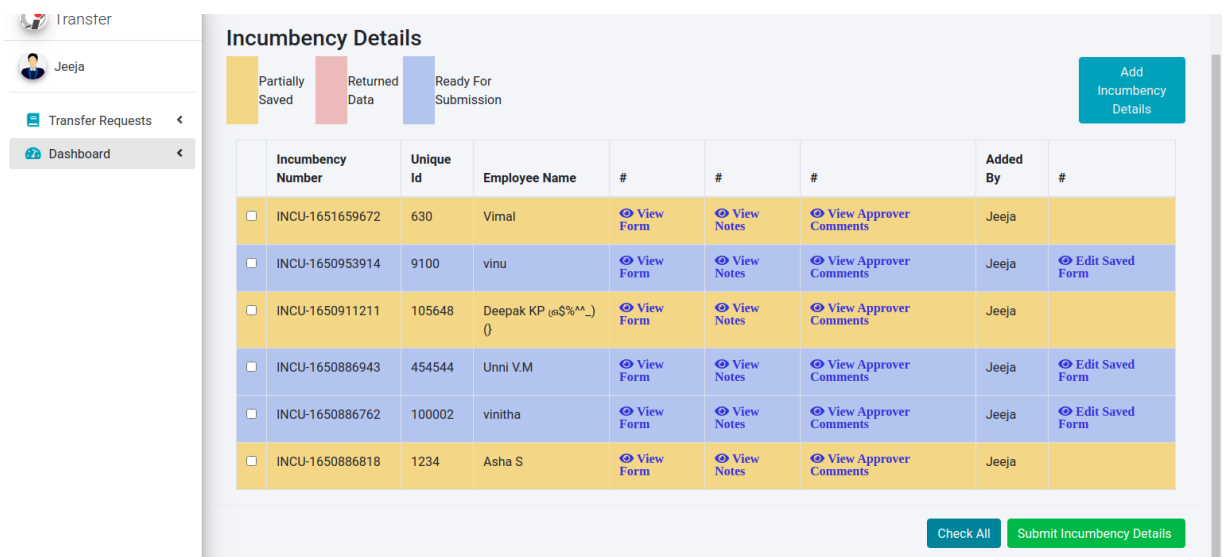 Transfer
Jeeja
Transfer Requests
Dashboard
Incumbency Details
Partially
Saved
Returned
Data
Ready For
Submission
Add
Incumbency
Details
Incumbency
Number
Unique
Id
Employee Name
#
#
#
Added
By
#
INCU-1651659672
630
Vimal
View
Form
View
Notes
View Approver
Comments
Jeeja
INCU-1650953914
9100
vinu
View
Form
View
Notes
View Approver
Comments
Jeeja
Edit Saved
Form
INCU-1650911211
105648
Deepak KP ശ$%^^_)
(}
View
Form
View
Notes
View Approver
Comments
Jeeja
INCU-1650886943
454544
Unni V.M
View
Form
View
Notes
View Approver
Comments
Jeeja
Edit Saved
Form
INCU-1650886762
100002
vinitha
View
Form
View
Notes
View Approver
Comments
Jeeja
Edit Saved
Form
INCU-1650886818
1234
Asha S
View
Form
View
Notes
View Approver
Comments
Jeeja
Check All
Submit Incumbency Details